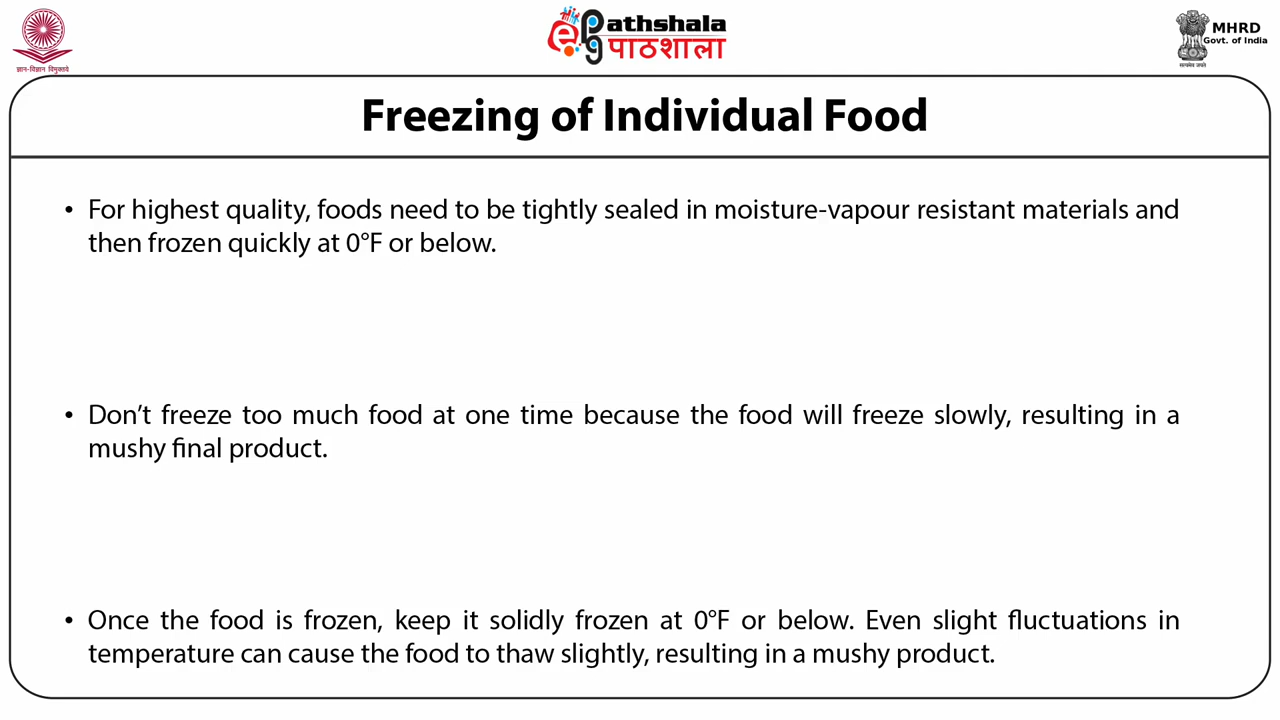 ज्ञान-विज्ञान विमुक्तये
athshala
पाठशाला
MHRD
Govt. of India
सत्यमेव जयते
Freezing of Individual Food
• For highest quality, foods need to be tightly sealed in moisture-vapour resistant materials and
then frozen quickly at 0°F or below.
• Don’t freeze too much food at one time because the food will freeze slowly, resulting in a
mushy final product.
• Once the food is frozen, keep it solidly frozen at 0°F or below. Even slight fluctuations in
temperature can cause the food to thaw slightly, resulting in a mushy product.